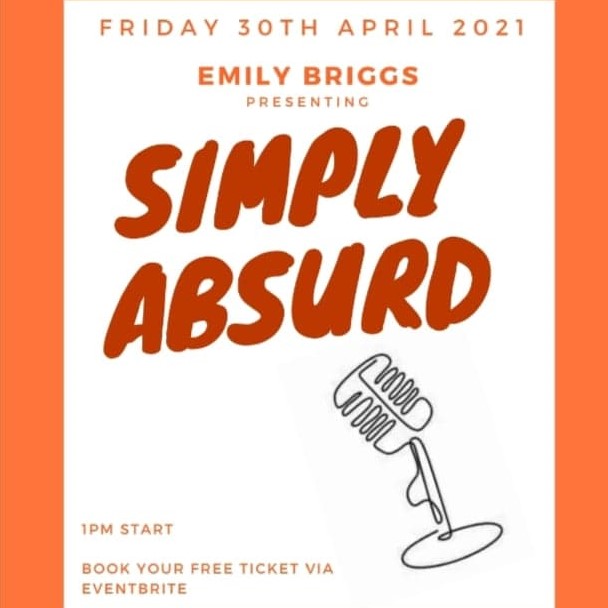 FRIDAY 30TH APRIL 2021
EMILY BRIGGS
PRESENTING
SIMPLY
ABSURD
1PM START
BOOK YOUR FREE TICKET VIA
EVENTBRITE